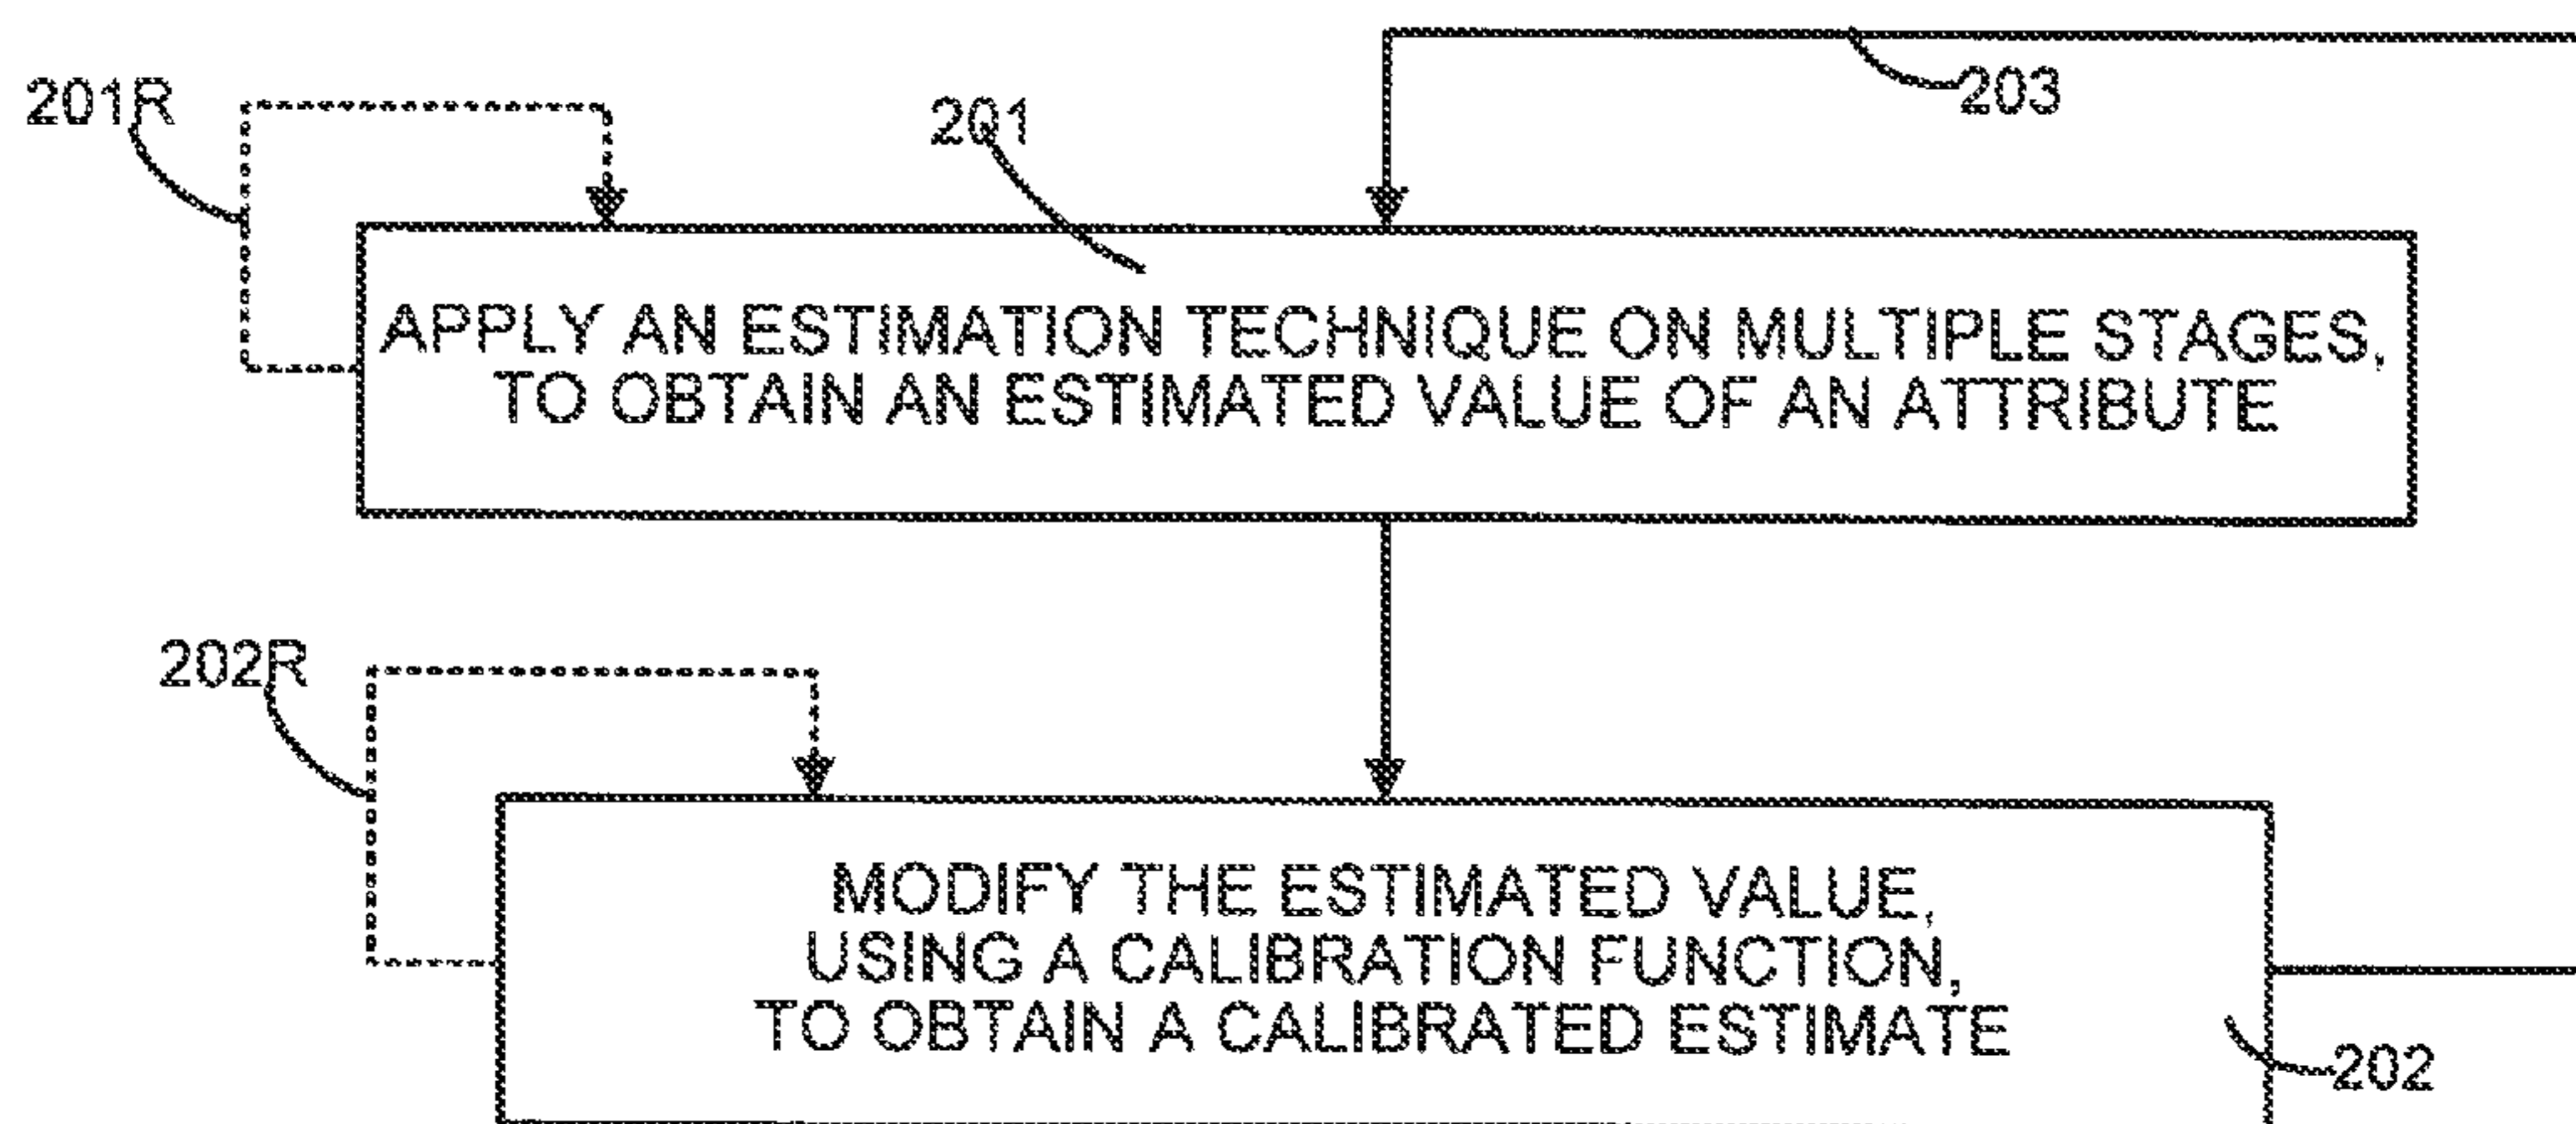 203
201R
201
APPLY AN ESTIMATION TECHNIQUE ON MULTIPLE STAGES,
TO OBTAIN AN ESTIMATED VALUE OF AN ATTRIBUTE
202R
MODIFY THE ESTIMATED VALUE,
USING A CALIBRATION FUNCTION,
TO OBTAIN A CALIBRATED ESTIMATE
202